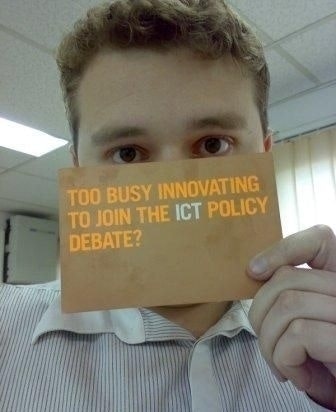 TOO BUSY INNOVATING
TO JOIN THE ICT POLICY
DEBATE?